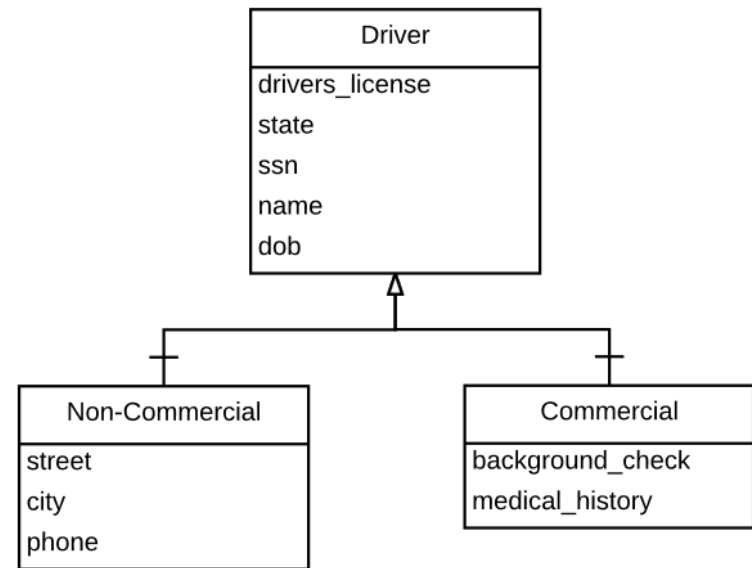 Driver
drivers_license
state
ssn
name
dob
Non-Commercial
street
city
phone
Commercial
background_check
medical_history